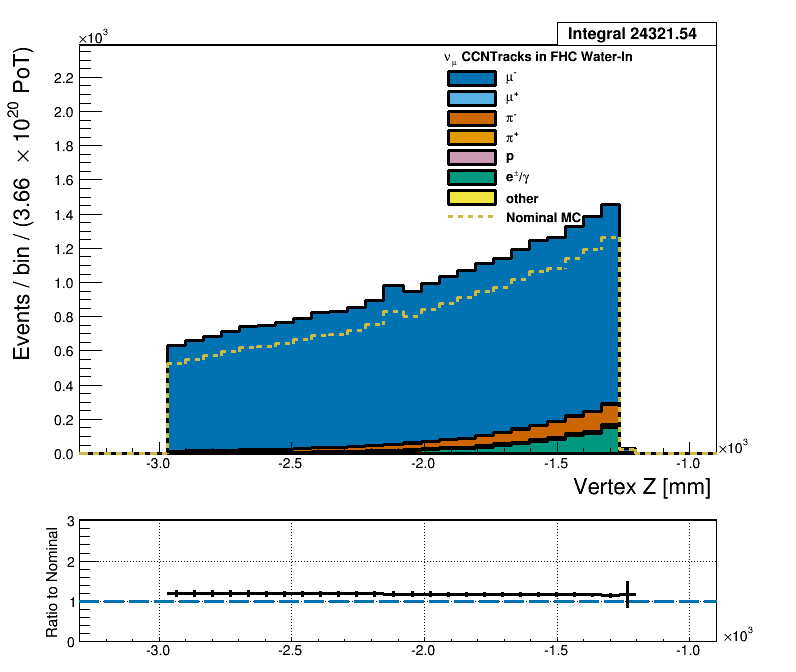 Integral 24321.54
×10³
ν_μ CCNTracks in FHC Water-In
μ⁻
μ⁺
π⁻
π⁺
p
e^±/γ
other
Nominal MC
Events / bin / (3.66 × 10²⁰ PoT)
2.2
2.0
1.8
1.6
1.4
1.2
1.0
0.8
0.6
0.4
0.2
0.0
-3.0 -2.5 -2.0 -1.5 -1.0
×10³
Vertex Z [mm]
Ratio to Nominal
3
2
1
0
-3.0 -2.5 -2.0 -1.5 -1.0
×10³